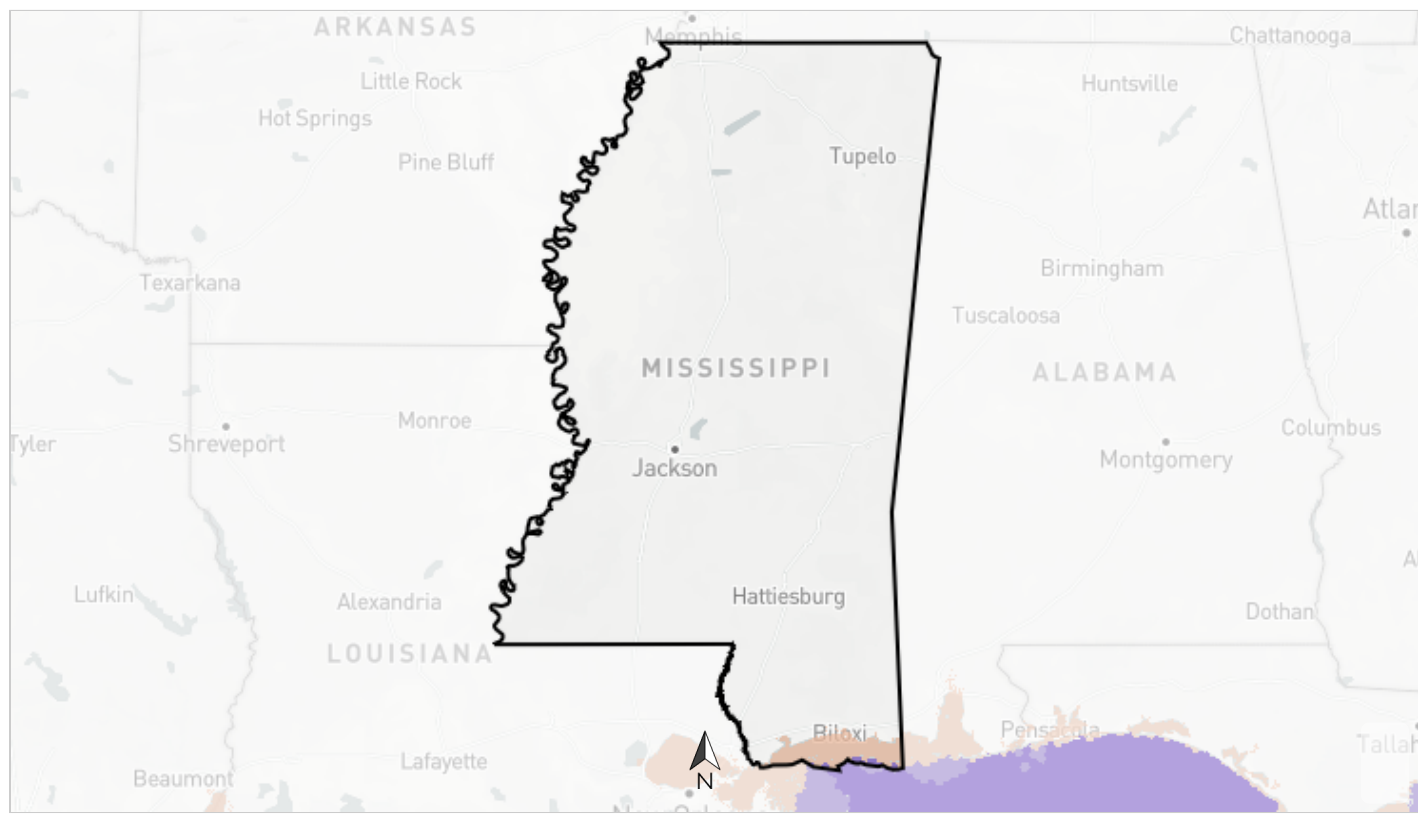 ARKANSAS
Memphis
Chattanooga
Little Rock
Huntsville
Hot Springs
Pine Bluff
Tupelo
Atlan
Birmingham
Texarkana
Tuscaloosa
MISSISSIPPI
ALABAMA
Monroe
Columbus
Tyler
Shreveport
Jackson
Montgomery
Lufkin
Alexandria
Hattiesburg
Dothan
LOUISIANA
Biloxi
Pensacola
Tallah
Lafayette
Beaumont
N